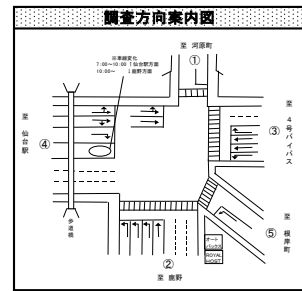 調査方向案内図
至 河原町
①
※車線変化
7:00～10:00 ↑仙台駅方面
10:00～ ↓鹿野方面
至 仙台駅
④
至 4号バイパス
③
歩道橋
至 根岸町
⑤
オート
バックス
ROYAL
HOST
②
至 鹿野